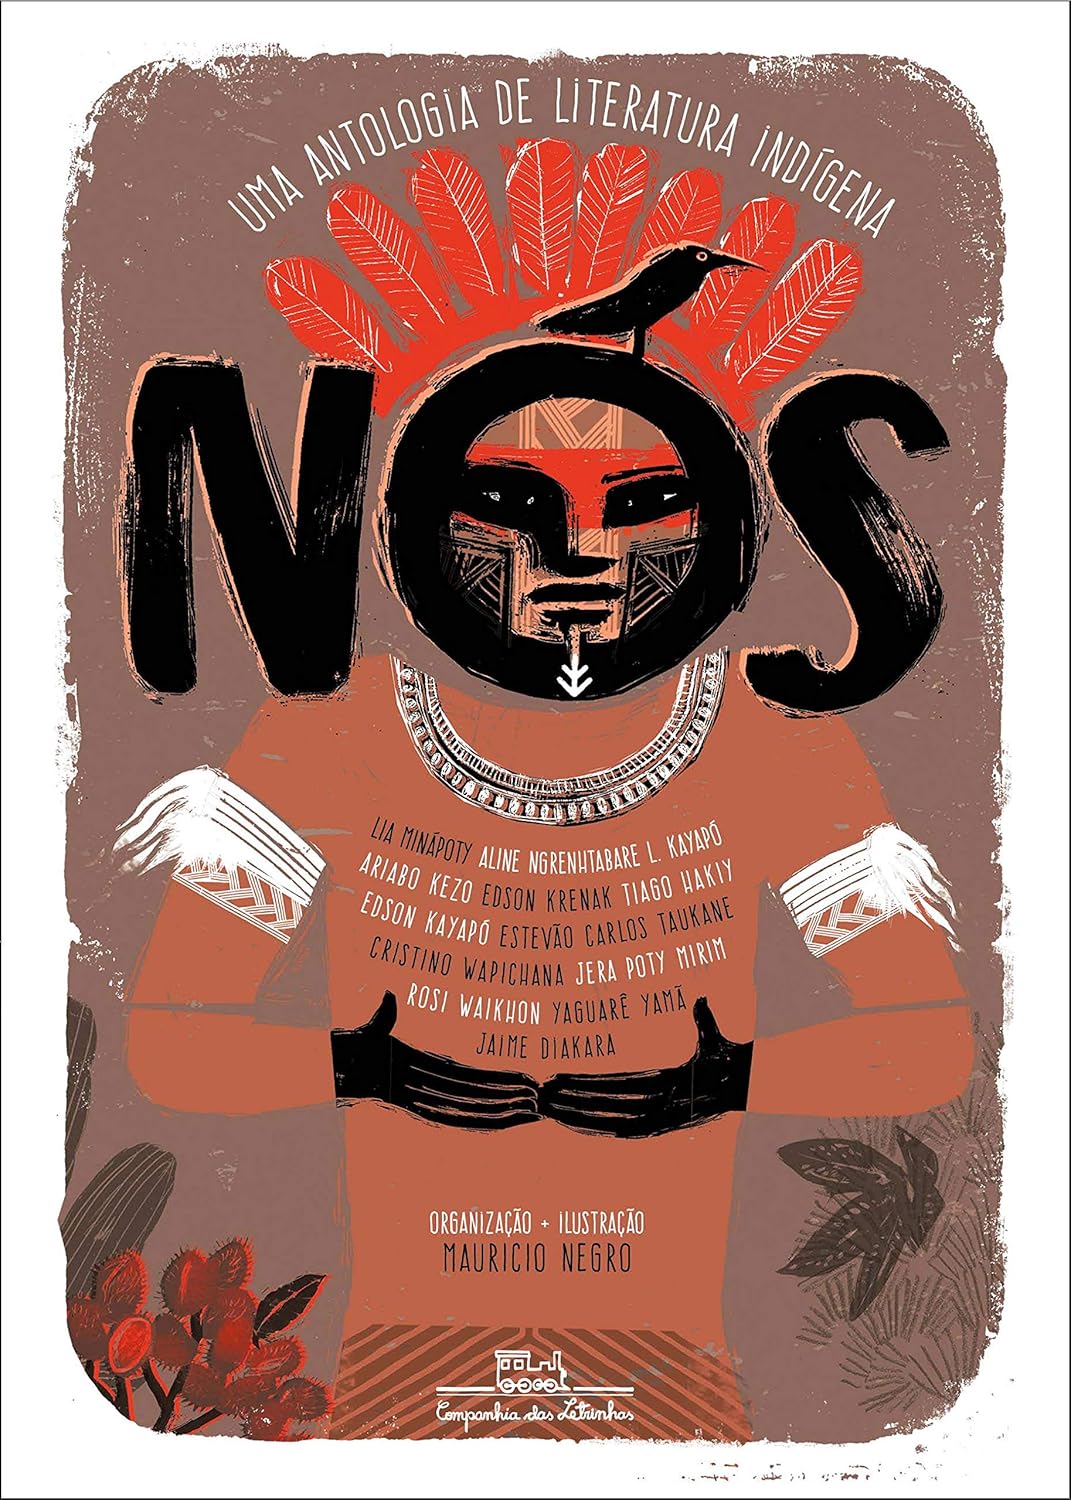 UMA ANTOLOGIA DE LITERATURA INDÍGENA
NÓS
LIA MINÁPOTY ALINE NGRENHTABARE L. KAYAPÓ
ARIABO KEZO EDSON KRENAK TIAGO HAKIY
EDSON KAYAPÓ ESTEVÃO CARLOS TAUKANE
CRISTINO WAPICHANA JERA POTY MIRIM
ROSI WAIKHON YAGUARÊ YAMÃ
JAIME DIAKARA
ORGANIZAÇÃO + ILUSTRAÇÃO
MAURICIO NEGRO
Companhia das Letrinhas